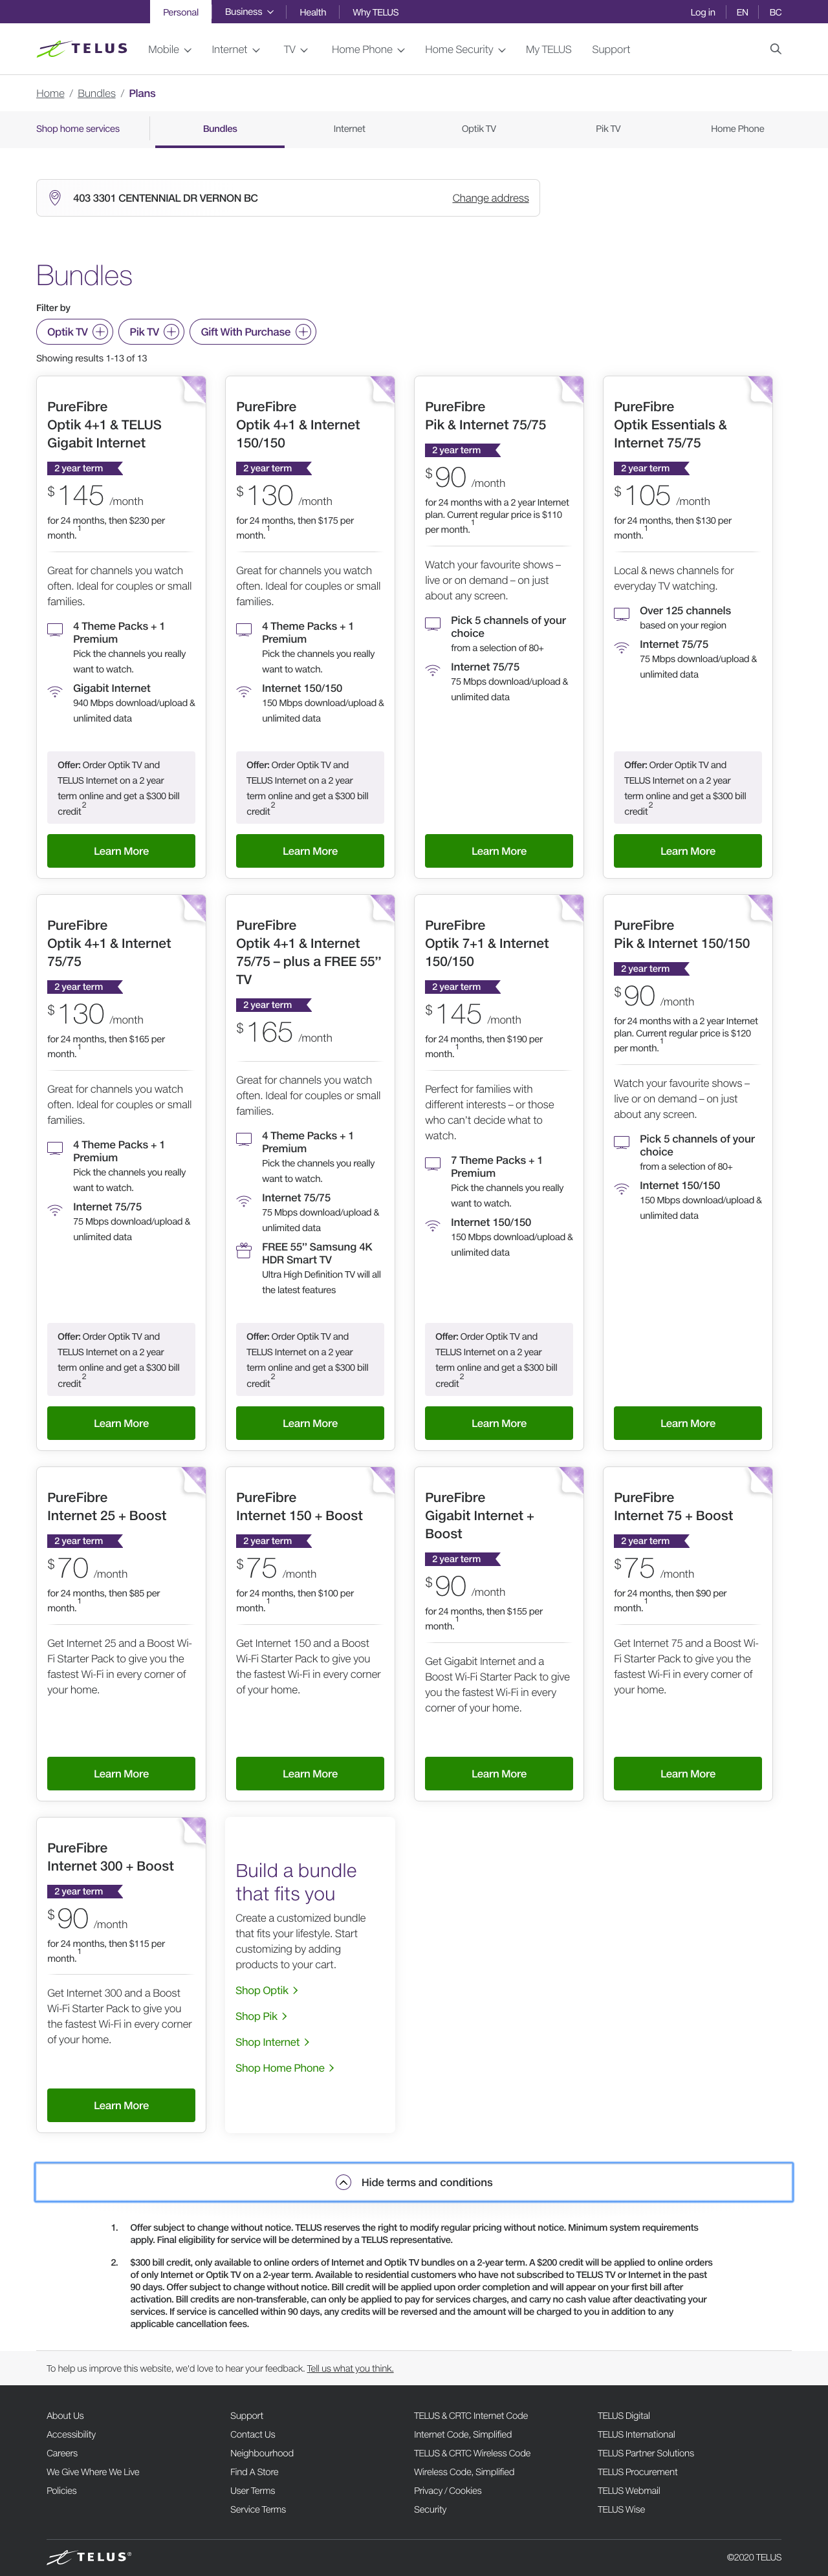 Personal
Business
Health
Why TELUS
Log in
EN
BC
TELUS
Mobile
Internet
TV
Home Phone
Home Security
My TELUS
Support
Home / Bundles / Plans
Shop home services
Bundles
Internet
Optik TV
Pik TV
Home Phone
403 3301 CENTENNIAL DR VERNON BC
Change address
Bundles
Filter by
Optik TV
Pik TV
Gift With Purchase
Showing results 1-13 of 13
PureFibre
Optik 4+1 & TELUS
Gigabit Internet
2 year term
$145 /month
for 24 months, then $230 per
month.1
Great for channels you watch
often. Ideal for couples or small
families.
4 Theme Packs + 1
Premium
Pick the channels you really
want to watch.
Gigabit Internet
940 Mbps download/upload &
unlimited data
Offer: Order Optik TV and
TELUS Internet on a 2 year
term online and get a $300 bill
credit2
Learn More
PureFibre
Optik 4+1 & Internet
150/150
2 year term
$130 /month
for 24 months, then $175 per
month.1
Great for channels you watch
often. Ideal for couples or small
families.
4 Theme Packs + 1
Premium
Pick the channels you really
want to watch.
Internet 150/150
150 Mbps download/upload &
unlimited data
Offer: Order Optik TV and
TELUS Internet on a 2 year
term online and get a $300 bill
credit2
Learn More
PureFibre
Pik & Internet 75/75
2 year term
$90 /month
for 24 months with a 2 year Internet
plan. Current regular price is $110
per month.1
Watch your favourite shows –
live or on demand – on just
about any screen.
Pick 5 channels of your
choice
from a selection of 80+
Internet 75/75
75 Mbps download/upload &
unlimited data
Learn More
PureFibre
Optik Essentials &
Internet 75/75
2 year term
$105 /month
for 24 months, then $130 per
month.1
Local & news channels for
everyday TV watching.
Over 125 channels
based on your region
Internet 75/75
75 Mbps download/upload &
unlimited data
Offer: Order Optik TV and
TELUS Internet on a 2 year
term online and get a $300 bill
credit2
Learn More
PureFibre
Optik 4+1 & Internet
75/75
2 year term
$130 /month
for 24 months, then $165 per
month.1
Great for channels you watch
often. Ideal for couples or small
families.
4 Theme Packs + 1
Premium
Pick the channels you really
want to watch.
Internet 75/75
75 Mbps download/upload &
unlimited data
Offer: Order Optik TV and
TELUS Internet on a 2 year
term online and get a $300 bill
credit2
Learn More
PureFibre
Optik 4+1 & Internet
75/75 – plus a FREE 55”
TV
2 year term
$165 /month
Great for channels you watch
often. Ideal for couples or small
families.
4 Theme Packs + 1
Premium
Pick the channels you really
want to watch.
Internet 75/75
75 Mbps download/upload &
unlimited data
FREE 55” Samsung 4K
HDR Smart TV
Ultra High Definition TV will all
the latest features
Offer: Order Optik TV and
TELUS Internet on a 2 year
term online and get a $300 bill
credit2
Learn More
PureFibre
Optik 7+1 & Internet
150/150
2 year term
$145 /month
for 24 months, then $190 per
month.1
Perfect for families with
different interests – or those
who can't decide what to
watch.
7 Theme Packs + 1
Premium
Pick the channels you really
want to watch.
Internet 150/150
150 Mbps download/upload &
unlimited data
Offer: Order Optik TV and
TELUS Internet on a 2 year
term online and get a $300 bill
credit2
Learn More
PureFibre
Pik & Internet 150/150
2 year term
$90 /month
for 24 months with a 2 year Internet
plan. Current regular price is $120
per month.1
Watch your favourite shows –
live or on demand – on just
about any screen.
Pick 5 channels of your
choice
from a selection of 80+
Internet 150/150
150 Mbps download/upload &
unlimited data
Learn More
PureFibre
Internet 25 + Boost
2 year term
$70 /month
for 24 months, then $85 per
month.1
Get Internet 25 and a Boost Wi-
Fi Starter Pack to give you the
fastest Wi-Fi in every corner of
your home.
Learn More
PureFibre
Internet 150 + Boost
2 year term
$75 /month
for 24 months, then $100 per
month.1
Get Internet 150 and a Boost
Wi-Fi Starter Pack to give you
the fastest Wi-Fi in every corner
of your home.
Learn More
PureFibre
Gigabit Internet +
Boost
2 year term
$90 /month
for 24 months, then $155 per
month.1
Get Gigabit Internet and a
Boost Wi-Fi Starter Pack to give
you the fastest Wi-Fi in every
corner of your home.
Learn More
PureFibre
Internet 75 + Boost
2 year term
$75 /month
for 24 months, then $90 per
month.1
Get Internet 75 and a Boost Wi-
Fi Starter Pack to give you the
fastest Wi-Fi in every corner of
your home.
Learn More
PureFibre
Internet 300 + Boost
2 year term
$90 /month
for 24 months, then $115 per
month.1
Get Internet 300 and a Boost
Wi-Fi Starter Pack to give you
the fastest Wi-Fi in every corner
of your home.
Learn More
Build a bundle
that fits you
Create a customized bundle
that fits your lifestyle. Start
customizing by adding
products to your cart.
Shop Optik
Shop Pik
Shop Internet
Shop Home Phone
Hide terms and conditions
1. Offer subject to change without notice. TELUS reserves the right to modify regular pricing without notice. Minimum system requirements
apply. Final eligibility for service will be determined by a TELUS representative.
2. $300 bill credit, only available to online orders of Internet and Optik TV bundles on a 2-year term. A $200 credit will be applied to online orders
of only Internet or Optik TV on a 2-year term. Available to residential customers who have not subscribed to TELUS TV or Internet in the past
90 days. Offer subject to change without notice. Bill credit will be applied upon order completion and will appear on your first bill after
activation. Bill credits are non-transferable, can only be applied to pay for services charges, and carry no cash value after deactivating your
services. If service is cancelled within 90 days, any credits will be reversed and the amount will be charged to you in addition to any
applicable cancellation fees.
To help us improve this website, we'd love to hear your feedback. Tell us what you think.
About Us
Accessibility
Careers
We Give Where We Live
Policies
Support
Contact Us
Neighbourhood
Find A Store
User Terms
Service Terms
TELUS & CRTC Internet Code
Internet Code, Simplified
TELUS & CRTC Wireless Code
Wireless Code, Simplified
Privacy / Cookies
Security
TELUS Digital
TELUS International
TELUS Partner Solutions
TELUS Procurement
TELUS Webmail
TELUS Wise
TELUS®
©2020 TELUS